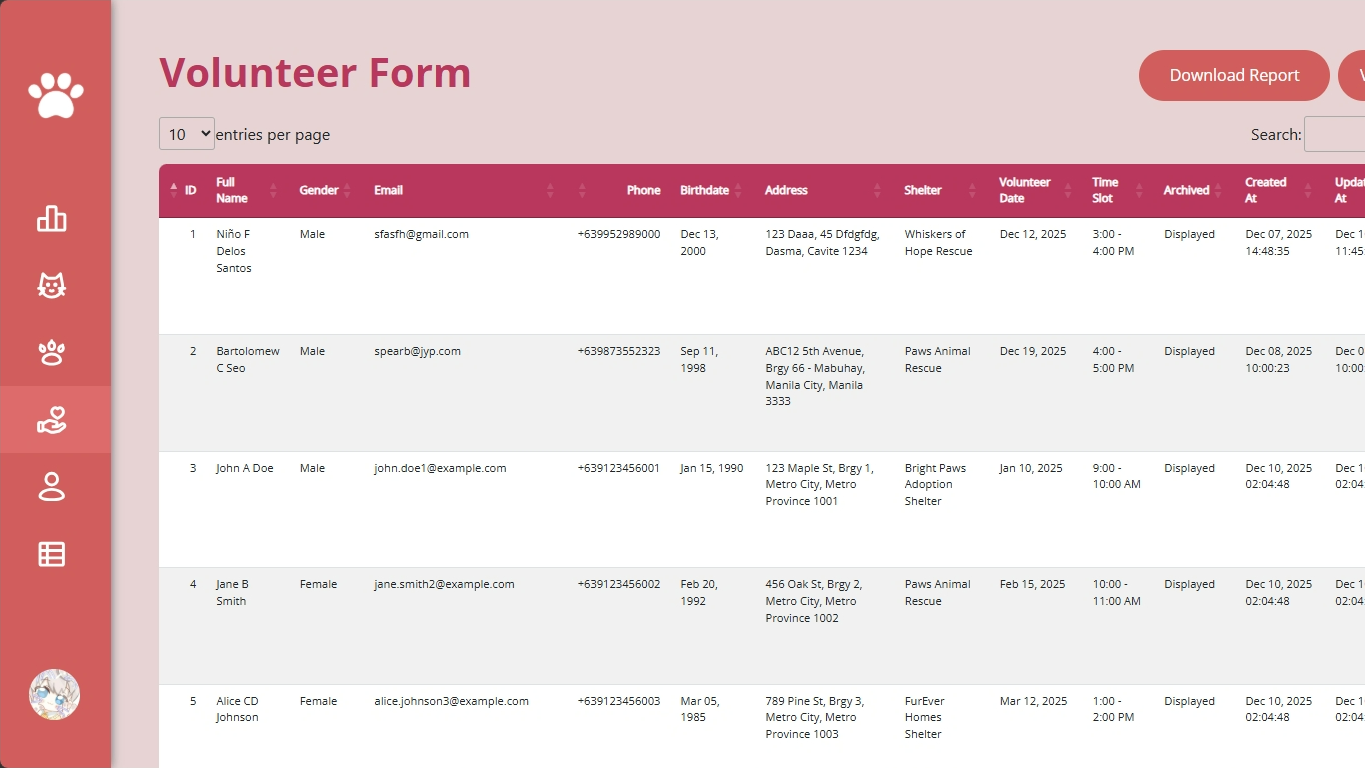 Volunteer Form
Download Report
10 entries per page
Search:
ID Full Name Gender Email Phone Birthdate Address Shelter Volunteer Date Time Slot Archived Created At At
1 Niño F Delos Santos Male sfasfh@gmail.com +639952989000 Dec 13, 2000 123 Daaa, 45 Dfdgfdg, Dasma, Cavite 1234 Whiskers of Hope Rescue Dec 12, 2025 3:00 - 4:00 PM Displayed Dec 07, 2025 14:48:35
2 Bartolomew C Seo Male spearb@jyp.com +639873552323 Sep 11, 1998 ABC12 5th Avenue, Brgy 66 - Mabuhay, Manila City, Manila 3333 Paws Animal Rescue Dec 19, 2025 4:00 - 5:00 PM Displayed Dec 08, 2025 10:00:23
3 John A Doe Male john.doe1@example.com +639123456001 Jan 15, 1990 123 Maple St, Brgy 1, Metro City, Metro Province 1001 Bright Paws Adoption Shelter Jan 10, 2025 9:00 - 10:00 AM Displayed Dec 10, 2025 02:04:48
4 Jane B Smith Female jane.smith2@example.com +639123456002 Feb 20, 1992 456 Oak St, Brgy 2, Metro City, Metro Province 1002 Paws Animal Rescue Feb 15, 2025 10:00 - 11:00 AM Displayed Dec 10, 2025 02:04:48
5 Alice CD Johnson Female alice.johnson3@example.com +639123456003 Mar 05, 1985 789 Pine St, Brgy 3, Metro City, Metro Province 1003 FurEver Homes Shelter Mar 12, 2025 1:00 - 2:00 PM Displayed Dec 10, 2025 02:04:48